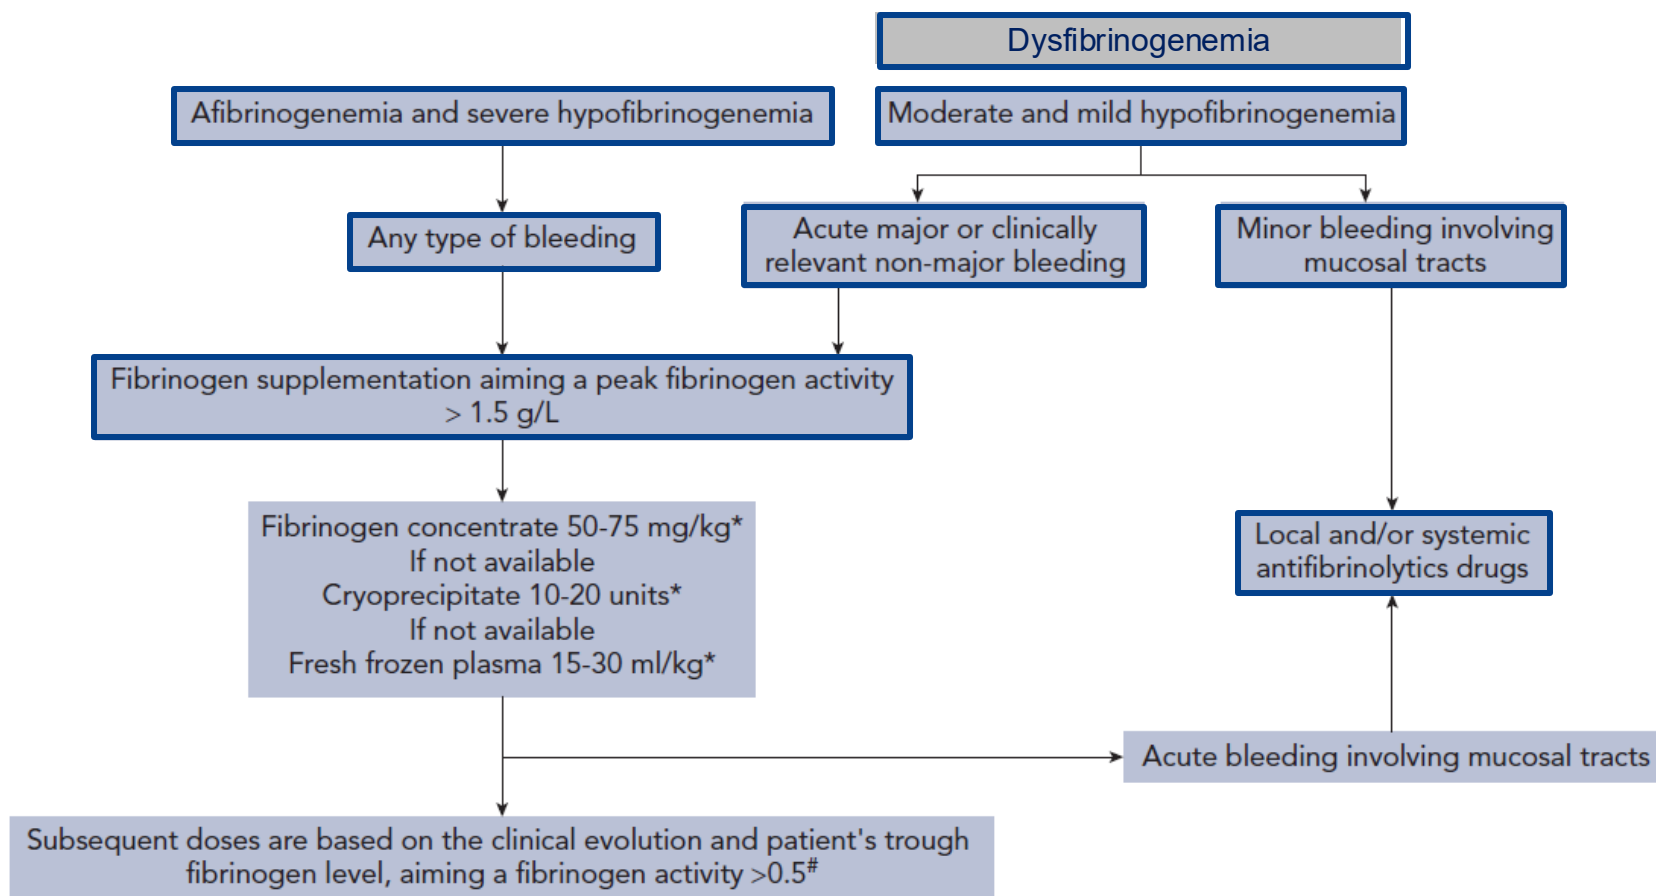 Dysfibrinogenemia
Afibrinogenemia and severe hypofibrinogenemia
Moderate and mild hypofibrinogenemia
Any type of bleeding
Acute major or clinically
relevant non-major bleeding
Minor bleeding involving
mucosal tracts
Fibrinogen supplementation aiming a peak fibrinogen activity
> 1.5 g/L
Fibrinogen concentrate 50-75 mg/kg*
If not available
Cryoprecipitate 10-20 units*
If not available
Fresh frozen plasma 15-30 ml/kg*
Local and/or systemic
antifibrinolytics drugs
Acute bleeding involving mucosal tracts
Subsequent doses are based on the clinical evolution and patient's trough
fibrinogen level, aiming a fibrinogen activity >0.5#